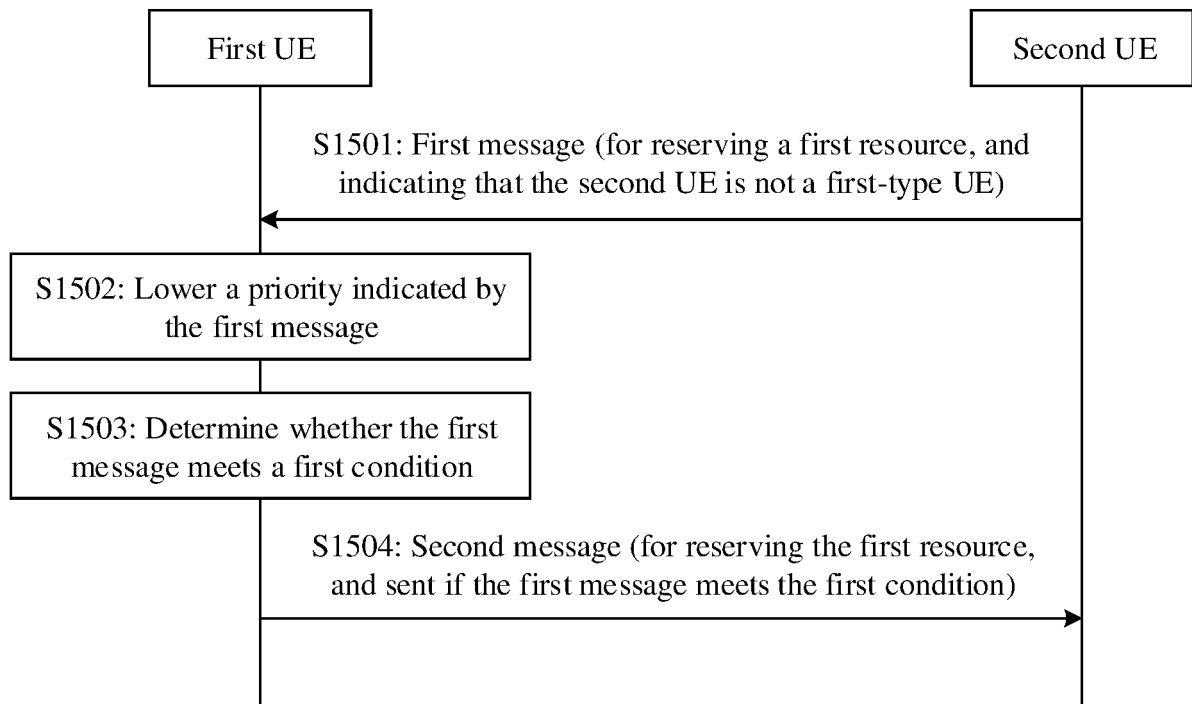 First UE
Second UE
S1501: First message (for reserving a first resource, and
indicating that the second UE is not a first-type UE)
S1502: Lower a priority indicated by
the first message
S1503: Determine whether the first
message meets a first condition
S1504: Second message (for reserving the first resource,
and sent if the first message meets the first condition)